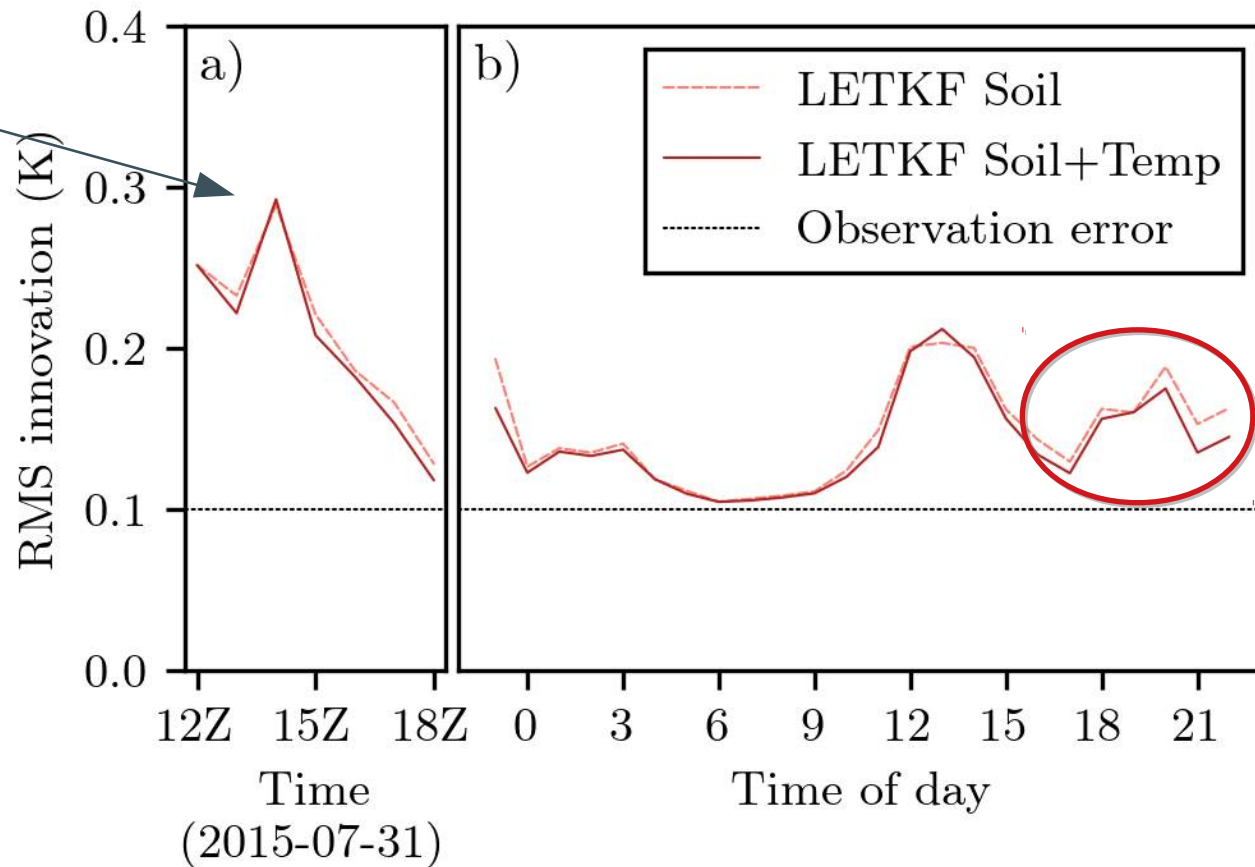 RMS innovation (K)
0.4
0.3
0.2
0.1
0.0
a)
12Z 15Z 18Z
Time
(2015-07-31)
b)
LETKF Soil
LETKF Soil+Temp
Observation error
0 3 6 9 12 15 18 21
Time of day